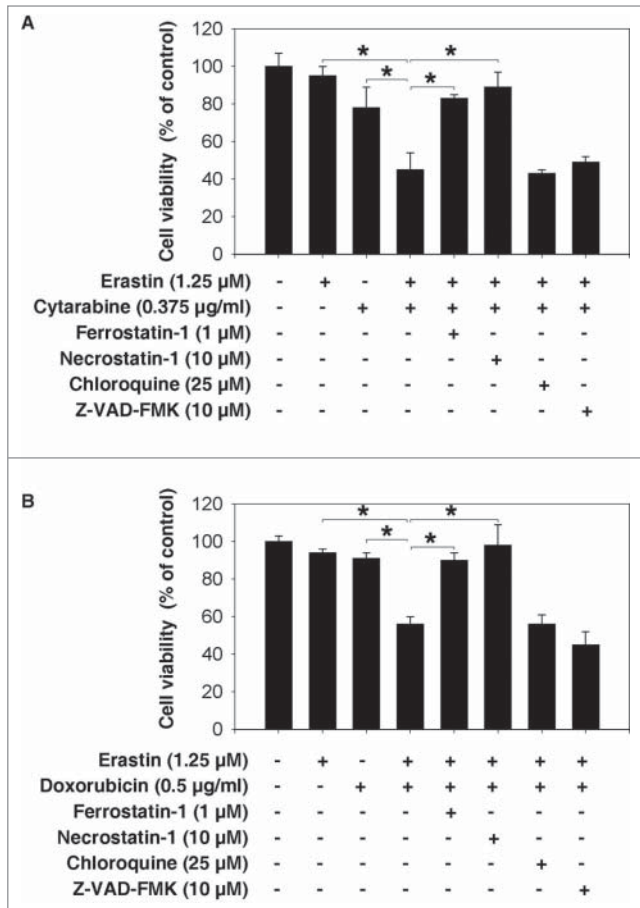 A
120
100
80
60
40
20
0
Cell viability (% of control)
* *
* *
Erastin (1.25 µM) - + - + + + + +
Cytarabine (0.375 µg/ml) - - + + + + + +
Ferrostatin-1 (1 µM) - - - - + - - -
Necrostatin-1 (10 µM) - - - - - + - -
Chloroquine (25 µM) - - - - - - + -
Z-VAD-FMK (10 µM) - - - - - - - +
B
120
100
80
60
40
20
0
Cell viability (% of control)
* *
* *
Erastin (1.25 µM) - + - + + + + +
Doxorubicin (0.5 µg/ml) - - + + + + + +
Ferrostatin-1 (1 µM) - - - - + - - -
Necrostatin-1 (10 µM) - - - - - + - -
Chloroquine (25 µM) - - - - - - + -
Z-VAD-FMK (10 µM) - - - - - - - +